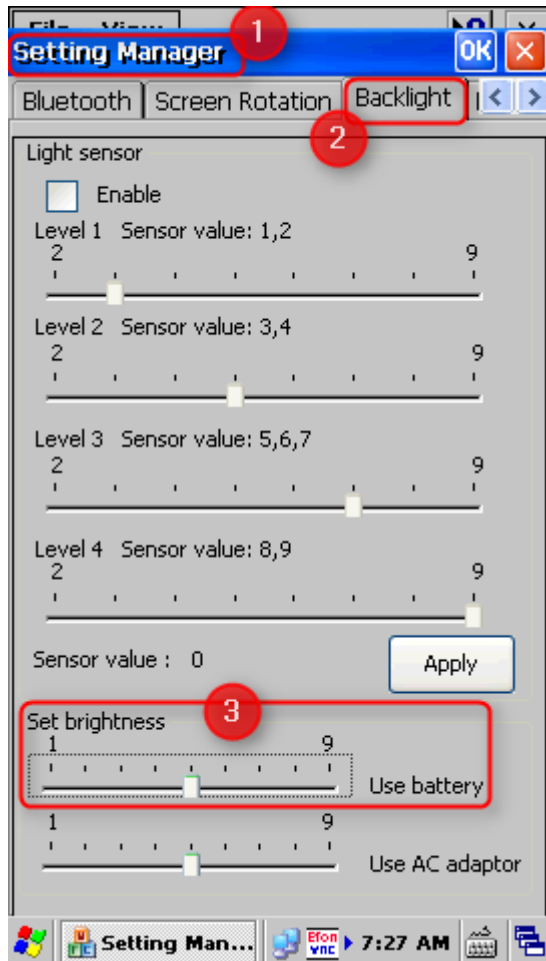 File View
1
Setting Manager OK
Bluetooth Screen Rotation Backlight
2
Light sensor
Enable
Level 1 Sensor value: 1,2
2 9
Level 2 Sensor value: 3,4
2 9
Level 3 Sensor value: 5,6,7
2 9
Level 4 Sensor value: 8,9
2 9
Sensor value : 0 Apply
3
Set brightness
1 9
Use battery
1 9
Use AC adaptor
Setting Man... Efon VNC 7:27 AM